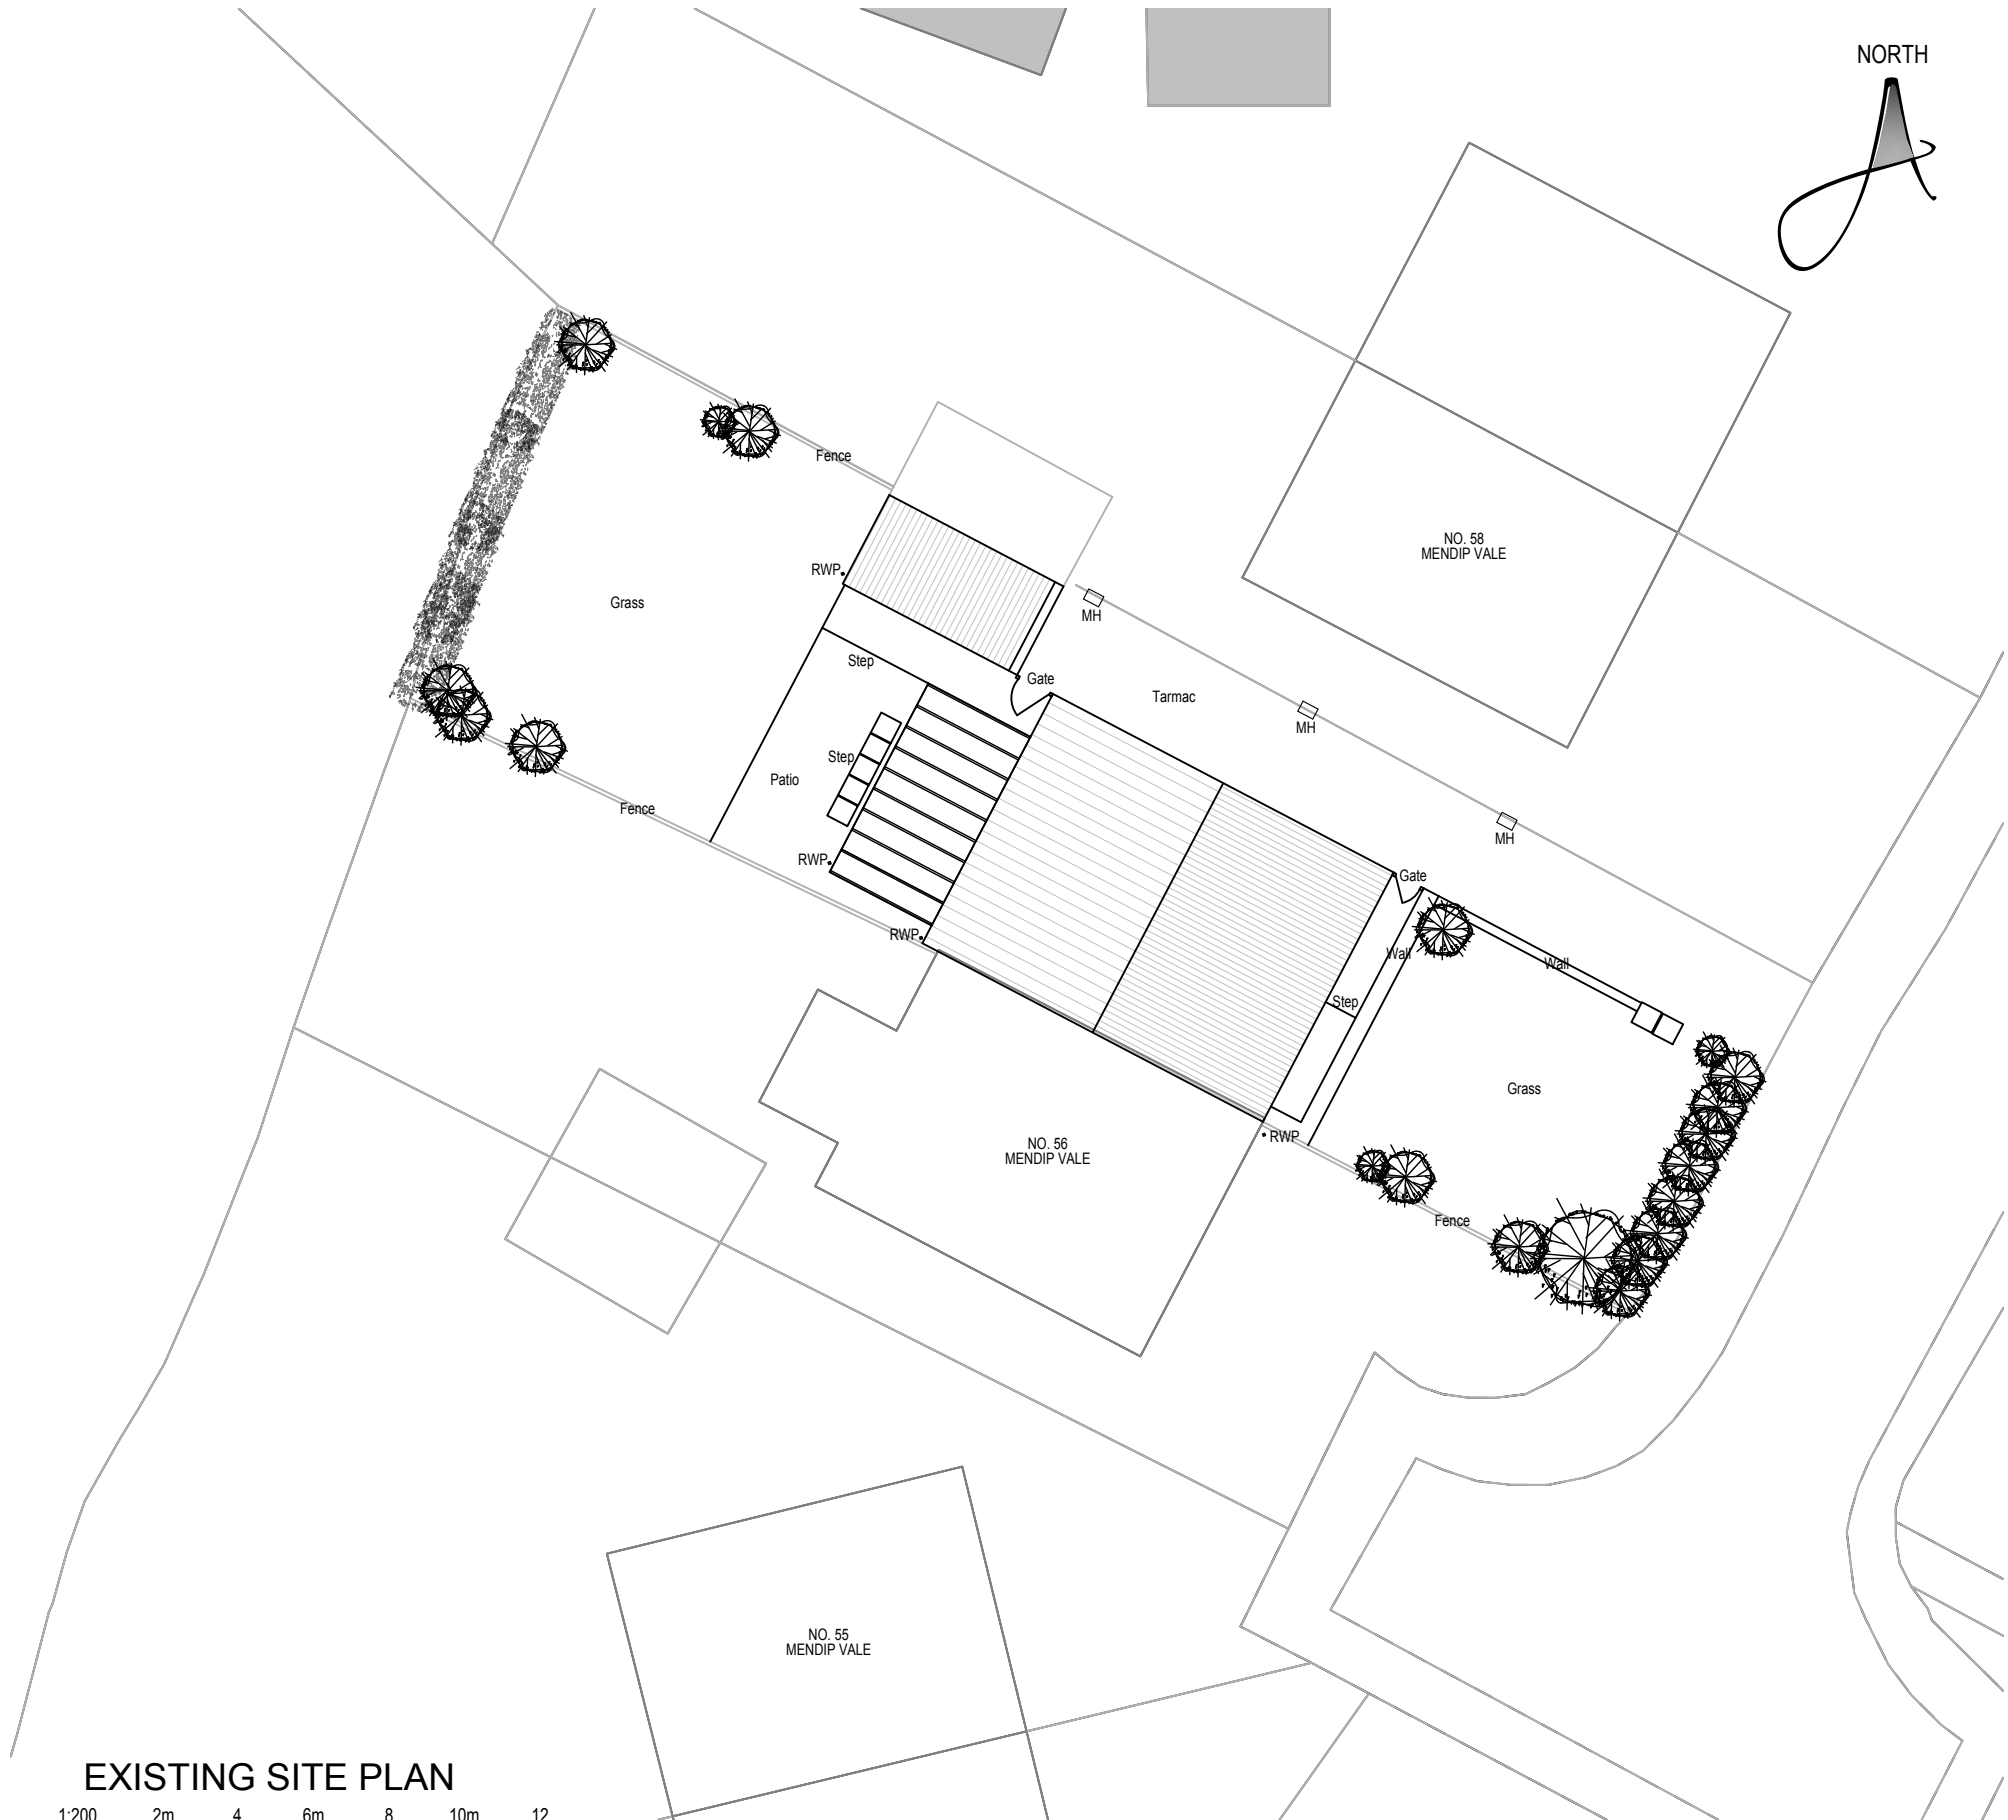 NORTH
Fence
NO. 58
MENDIP VALE
RWP
Grass
MH
Step
Gate
Tarmac
MH
Step
Patio
Fence
MH
RWP
Gate
RWP
Wall
Wall
Step
Grass
RWP
NO. 56
MENDIP VALE
Fence
NO. 55
MENDIP VALE
EXISTING SITE PLAN
1:200 2m 4 6m 8 10m 12